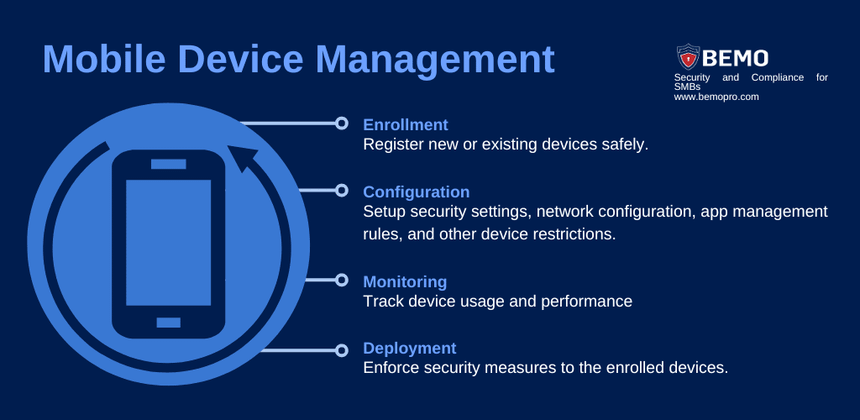 Mobile Device Management
BEMO
Security and Compliance for
SMBs
www.bemopro.com
Enrollment
Register new or existing devices safely.
Configuration
Setup security settings, network configuration, app management
rules, and other device restrictions.
Monitoring
Track device usage and performance
Deployment
Enforce security measures to the enrolled devices.